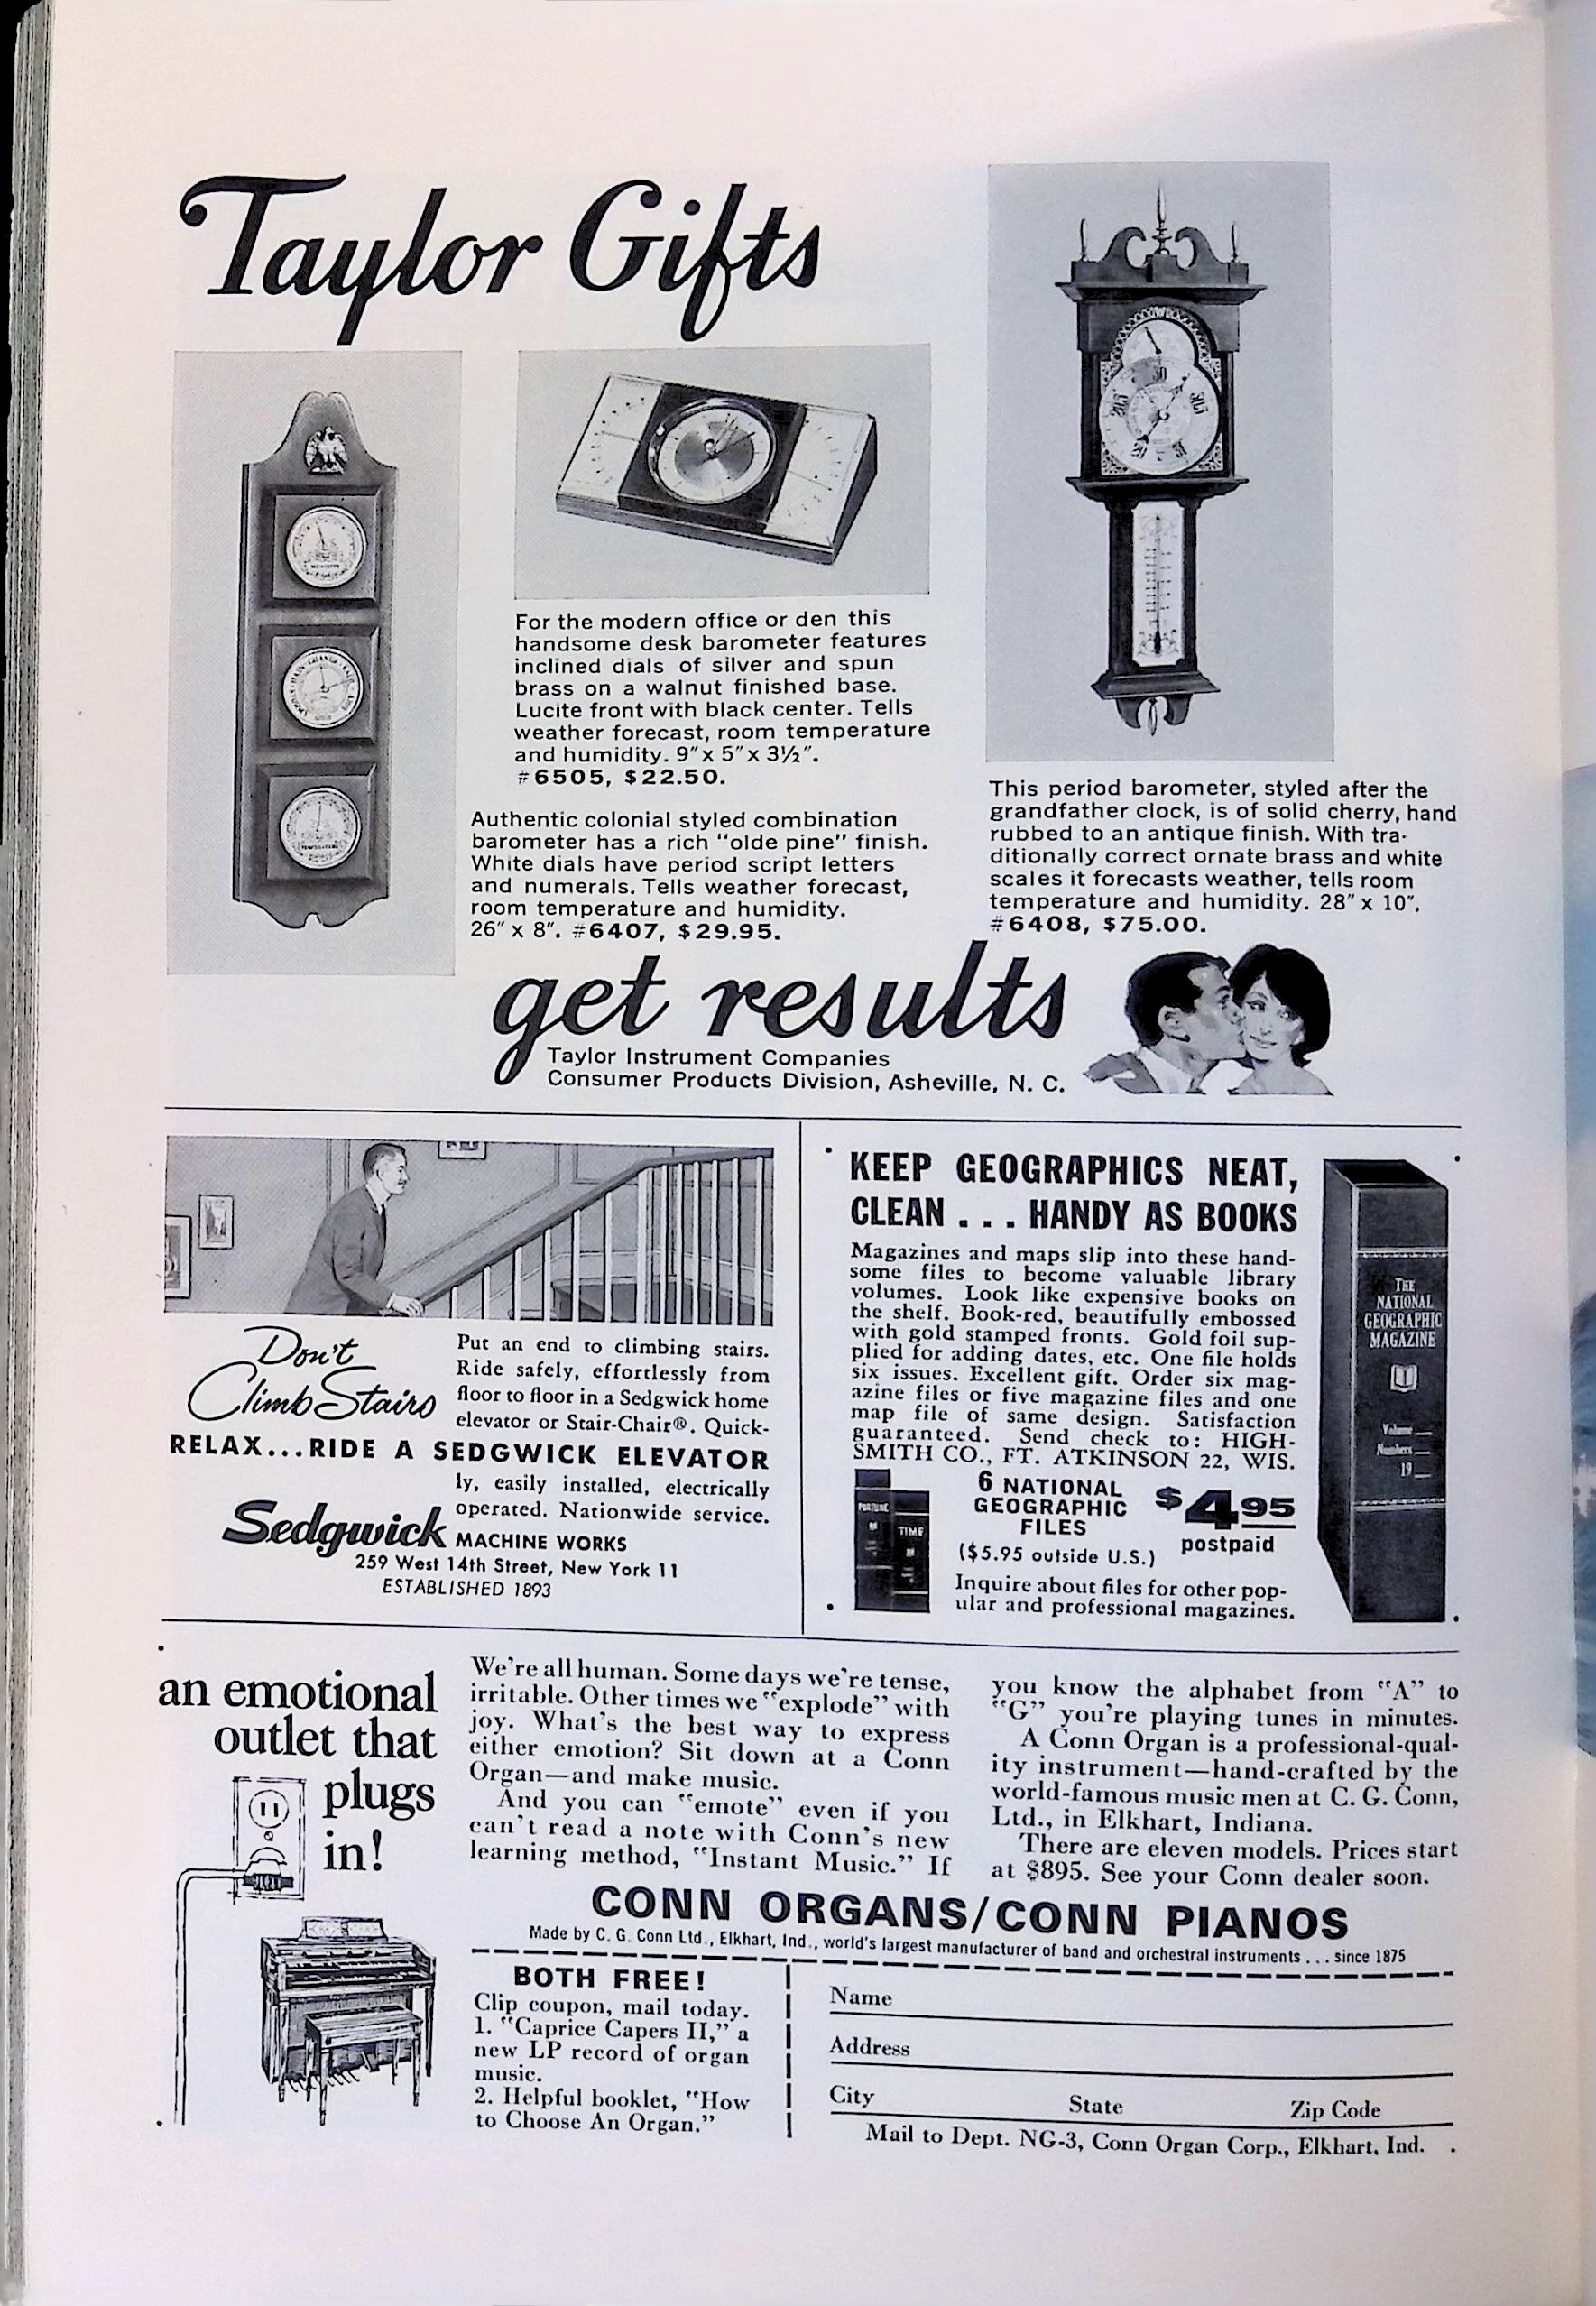 Taylor Gifts
For the modern office or den this
handsome desk barometer features
inclined dials of silver and spun
brass on a walnut finished base.
Lucite front with black center. Tells
weather forecast, room temperature
and humidity. 9″ x 5″ x 3½″.
#6505, $22.50.
Authentic colonial styled combination
barometer has a rich "olde pine" finish.
White dials have period script letters
and numerals. Tells weather forecast,
room temperature and humidity.
26″ x 8″. #6407, $29.95.
This period barometer, styled after the
grandfather clock, is of solid cherry, hand
rubbed to an antique finish. With tra-
ditionally correct ornate brass and white
scales it forecasts weather, tells room
temperature and humidity. 28″ x 10″.
#6408, $75.00.
get results
Taylor Instrument Companies
Consumer Products Division, Asheville, N. C.
Don't
Climb Stairs
Put an end to climbing stairs.
Ride safely, effortlessly from
floor to floor in a Sedgwick home
elevator or Stair-Chair®. Quick-
RELAX...RIDE A SEDGWICK ELEVATOR
ly, easily installed, electrically
operated. Nationwide service.
Sedgwick MACHINE WORKS
259 West 14th Street, New York 11
ESTABLISHED 1893
KEEP GEOGRAPHICS NEAT,
CLEAN . . . HANDY AS BOOKS
Magazines and maps slip into these hand-
some files to become valuable library
volumes. Look like expensive books on
the shelf. Book-red, beautifully embossed
with gold stamped fronts. Gold foil sup-
plied for adding dates, etc. One file holds
six issues. Excellent gift. Order six mag-
azine files or five magazine files and one
map file of same design. Satisfaction
guaranteed. Send check to: HIGH-
SMITH CO., FT. ATKINSON 22, WIS.
FORTUNE
TIME
6 NATIONAL
GEOGRAPHIC
FILES
($5.95 outside U.S.)
$4.95
postpaid
Inquire about files for other pop-
ular and professional magazines.
THE
NATIONAL
GEOGRAPHIC
MAGAZINE
Volume
Numbers
19
an emotional
outlet that
plugs
in!
We're all human. Some days we're tense,
irritable. Other times we "explode" with
joy. What's the best way to express
either emotion? Sit down at a Conn
Organ—and make music.
And you can "emote" even if you
can't read a note with Conn's new
learning method, "Instant Music." If
you know the alphabet from "A" to
"G" you're playing tunes in minutes.
A Conn Organ is a professional-qual-
ity instrument—hand-crafted by the
world-famous music men at C. G. Conn,
Ltd., in Elkhart, Indiana.
There are eleven models. Prices start
at $895. See your Conn dealer soon.
CONN ORGANS/CONN PIANOS
Made by C. G. Conn Ltd., Elkhart, Ind., world's largest manufacturer of band and orchestral instruments . . . since 1875
BOTH FREE!
Clip coupon, mail today.
1. "Caprice Capers II," a
new LP record of organ
music.
2. Helpful booklet, "How
to Choose An Organ."
Name
Address
City State Zip Code
Mail to Dept. NG-3, Conn Organ Corp., Elkhart, Ind.